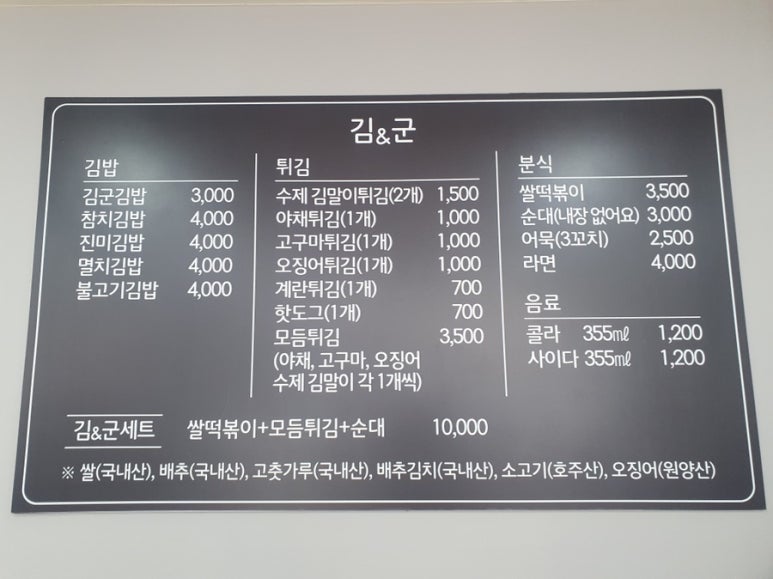 김&군
김밥
김군김밥 3,000
참치김밥 4,000
진미김밥 4,000
멸치김밥 4,000
불고기김밥 4,000
튀김
수제 김말이튀김(2개) 1,500
야채튀김(1개) 1,000
고구마튀김(1개) 1,000
오징어튀김(1개) 1,000
계란튀김(1개) 700
핫도그(1개) 700
모듬튀김 3,500
(야채, 고구마, 오징어
수제 김말이 각 1개씩)
분식
쌀떡볶이 3,500
순대(내장 없어요) 3,000
어묵(3꼬치) 2,500
라면 4,000
음료
콜라 355㎖ 1,200
사이다 355㎖ 1,200
김&군세트 쌀떡볶이+모듬튀김+순대 10,000
※ 쌀(국내산), 배추(국내산), 고춧가루(국내산), 배추김치(국내산), 소고기(호주산), 오징어(원양산)